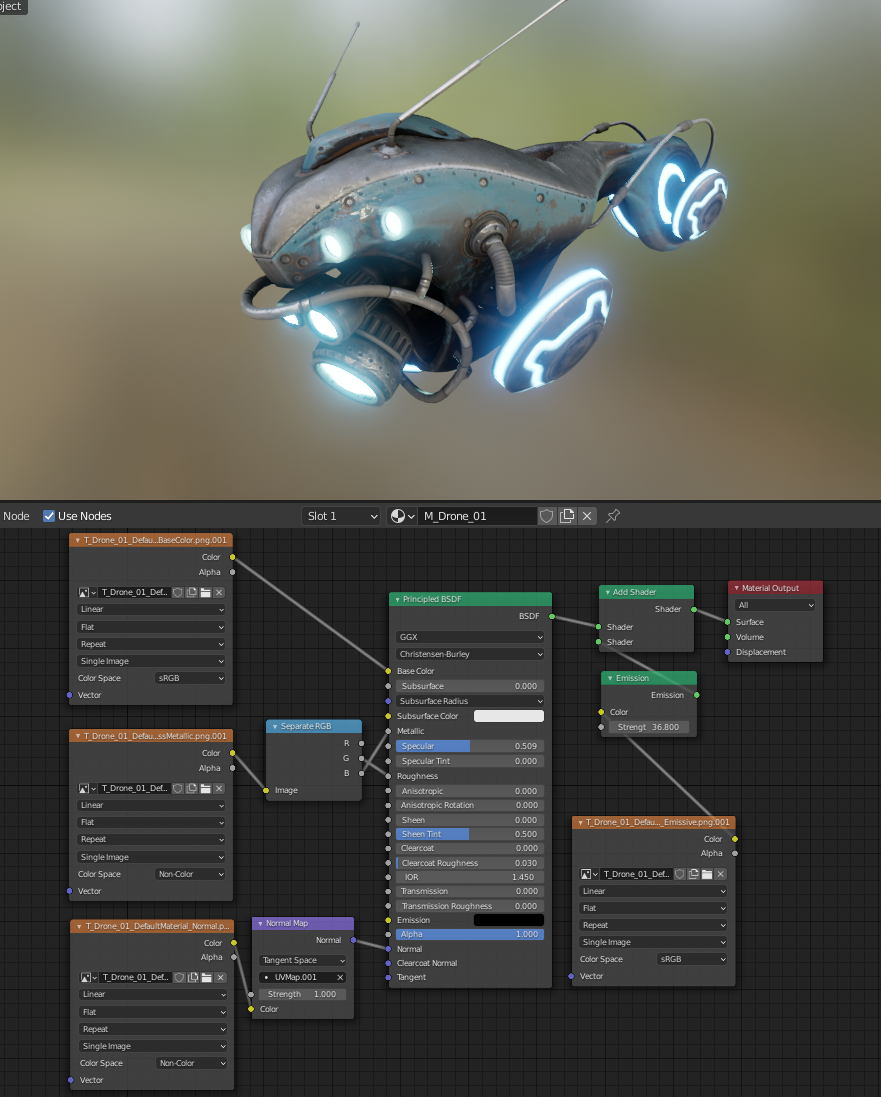 oject
Node
Use Nodes
Slot 1
M_Drone_01
T_Drone_01_Defau...BaseColor.png.001
Color
Alpha
T_Drone_01_Def..
Linear
Flat
Repeat
Single Image
Color Space sRGB
Vector
T_Drone_01_Defau...ssMetallic.png.001
Color
Alpha
T_Drone_01_Def..
Linear
Flat
Repeat
Single Image
Color Space Non-Color
Vector
T_Drone_01_DefaultMaterial_Normal.p...
Color
Alpha
T_Drone_01_Def..
Linear
Flat
Repeat
Single Image
Color Space Non-Color
Vector
Separate RGB
R
G
B
Image
Normal Map
Normal
Tangent Space
UVMap.001
Strength 1.000
Color
Principled BSDF
BSDF
GGX
Christensen-Burley
Base Color
Subsurface 0.000
Subsurface Radius
Subsurface Color
Metallic
Specular 0.509
Specular Tint 0.000
Roughness
Anisotropic 0.000
Anisotropic Rotation 0.000
Sheen 0.000
Sheen Tint 0.500
Clearcoat 0.000
Clearcoat Roughness 0.030
IOR 1.450
Transmission 0.000
Transmission Roughness 0.000
Emission
Alpha 1.000
Normal
Clearcoat Normal
Tangent
Add Shader
Shader
Shader
Shader
Material Output
All
Surface
Volume
Displacement
Emission
Emission
Color
Strengt 36.800
T_Drone_01_Defau..._Emissive.png.001
Color
Alpha
T_Drone_01_Def..
Linear
Flat
Repeat
Single Image
Color Space sRGB
Vector